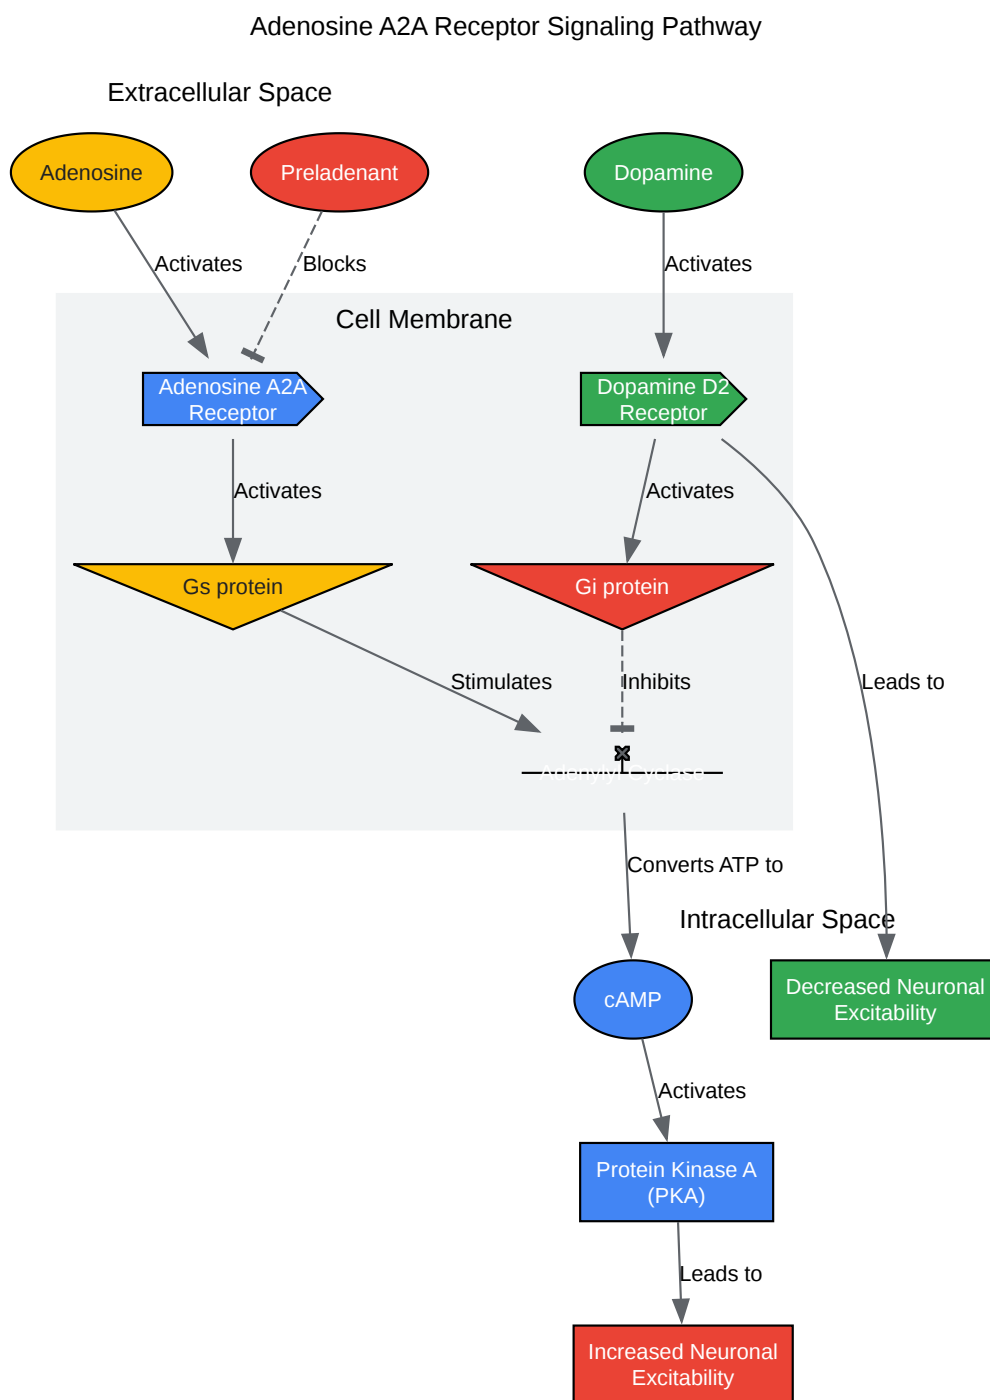 Adenosine A2A Receptor Signaling Pathway
Extracellular Space
Adenosine
Preladenant
Dopamine
Activates
Blocks
Activates
Cell Membrane
Adenosine A2A
Receptor
Dopamine D2
Receptor
Activates
Activates
Gs protein
Gi protein
Stimulates
Inhibits
Leads to
Adenylyl Cyclase
Converts ATP to
Intracellular Space
cAMP
Decreased Neuronal
Excitability
Activates
Protein Kinase A
(PKA)
Leads to
Increased Neuronal
Excitability